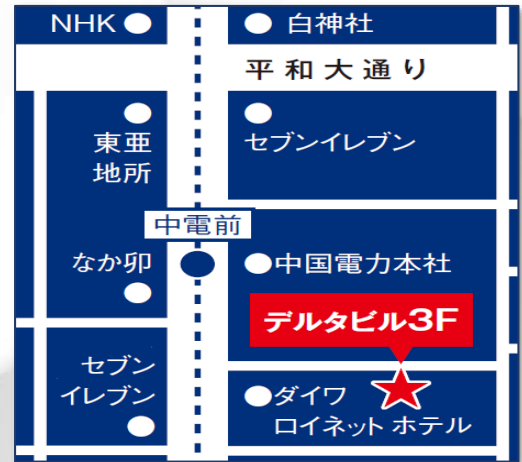 NHK
白神社
平和大通り
東亜
地所
セブンイレブン
中電前
なか卯
中国電力本社
デルタビル3F
セブン
イレブン
ダイワ
ロイネット ホテル